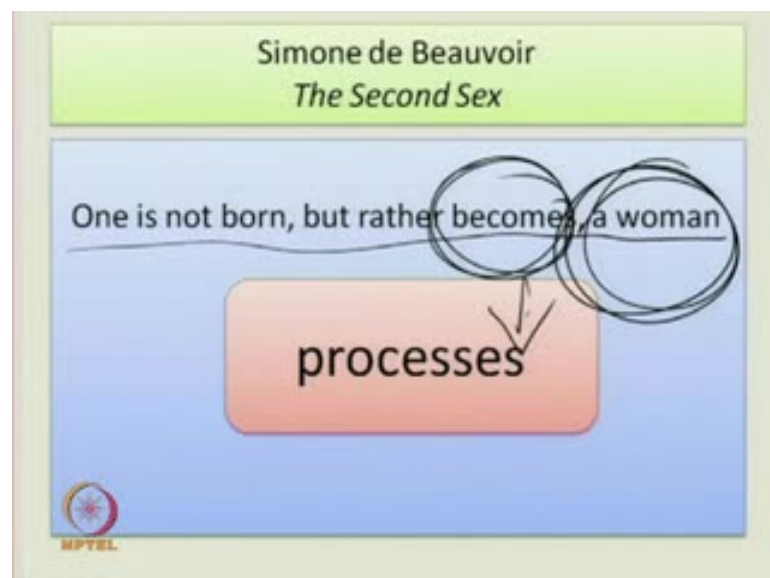 Simone de Beauvoir
The Second Sex
One is not born, but rather becomes, a woman
processes
NPTEL